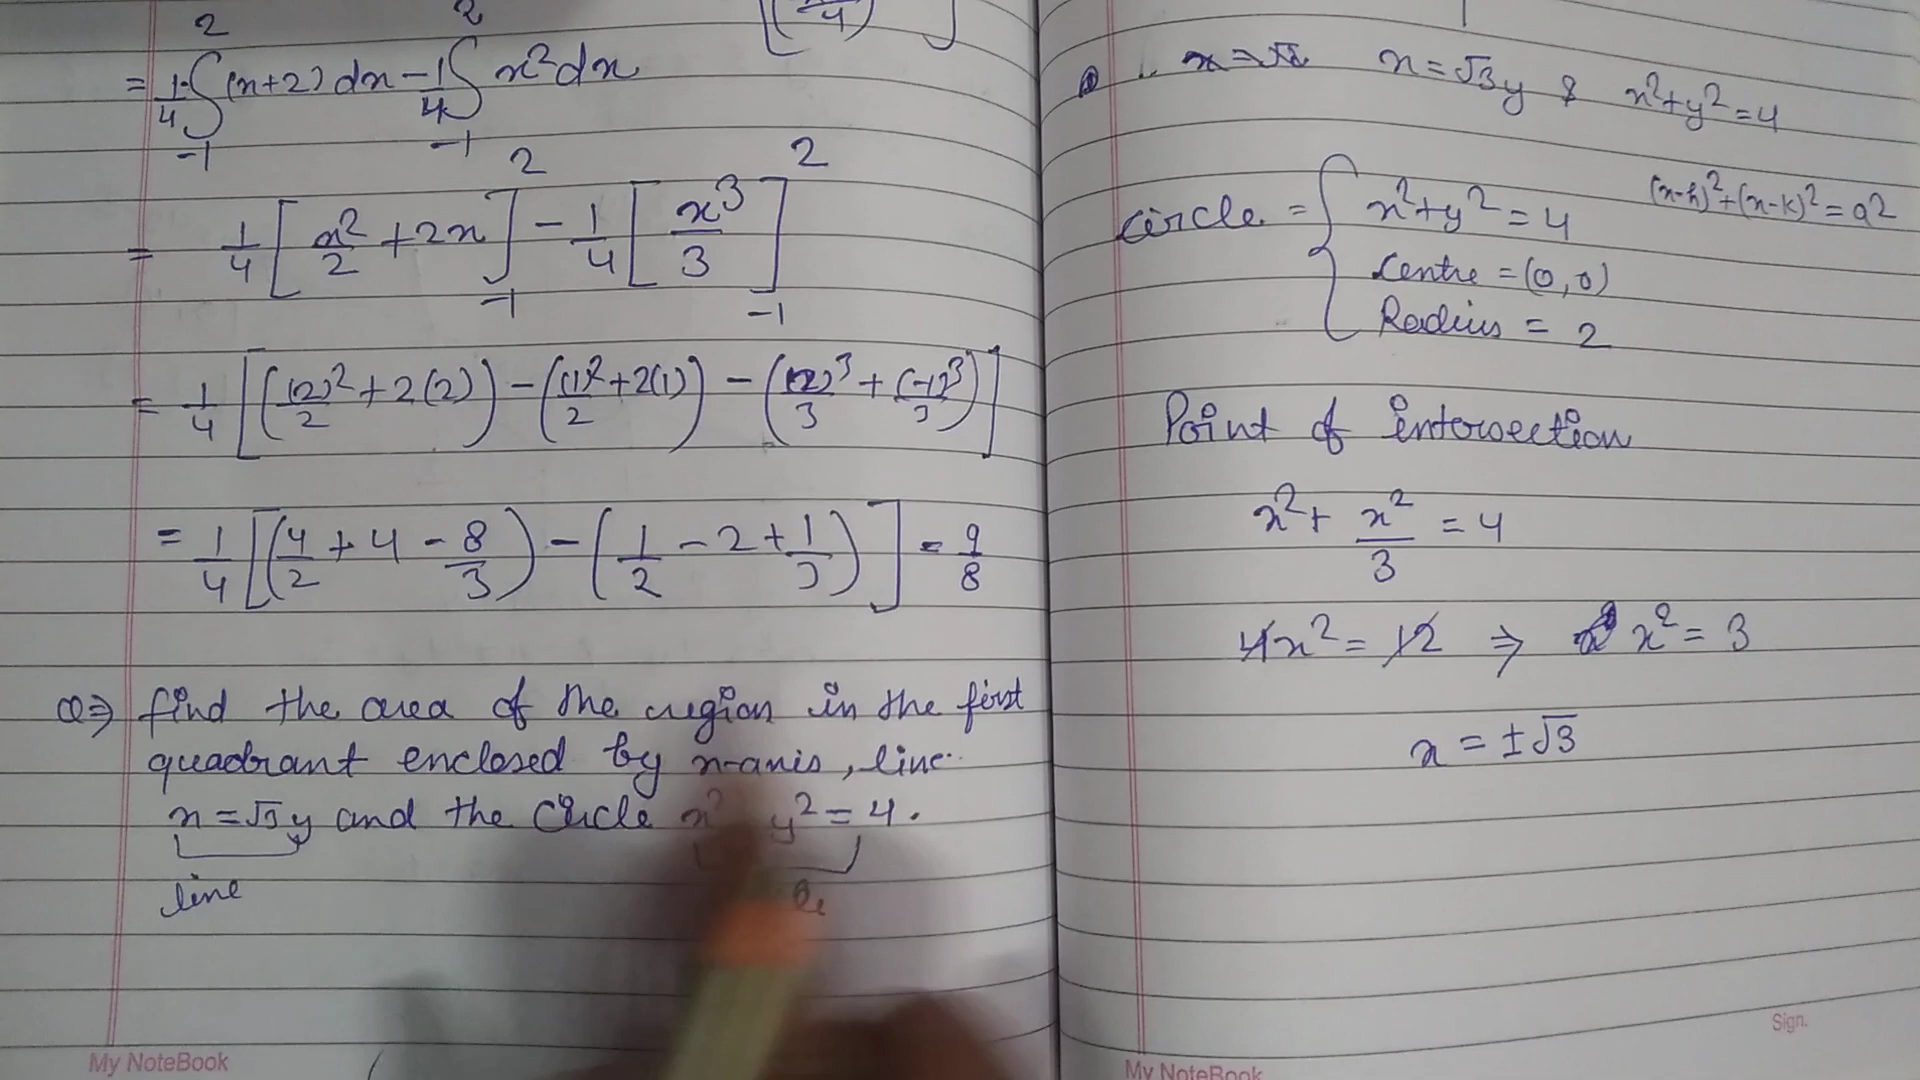 = 1/4 ∫_{-1}^{2} (x+2) dx - 1/4 ∫_{-1}^{2} x² dx
= 1/4 [x²/2 + 2x]_{-1}^{2} - 1/4 [x³/3]_{-1}^{2}
= 1/4 [((2)²/2 + 2(2)) - ((1)²/2 + 2(1)) - ((2)³/3 + (-1)³/3)]
= 1/4 [(4/2 + 4 - 8/3) - (1/2 - 2 + 1/3)] = 9/8
Q⇒ find the area of the region in the first
quadrant enclosed by x-axis, line
x = √3y and the circle x² y² = 4.
line
My NoteBook
x = √3y & x² + y² = 4
(x-h)² + (x-k)² = a²
circle = { x² + y² = 4
Centre = (0,0)
Radius = 2
Point of intersection
x² + x²/3 = 4
4x² = 12 ⇒ x² = 3
x = ±√3
Sign.
My NoteBook